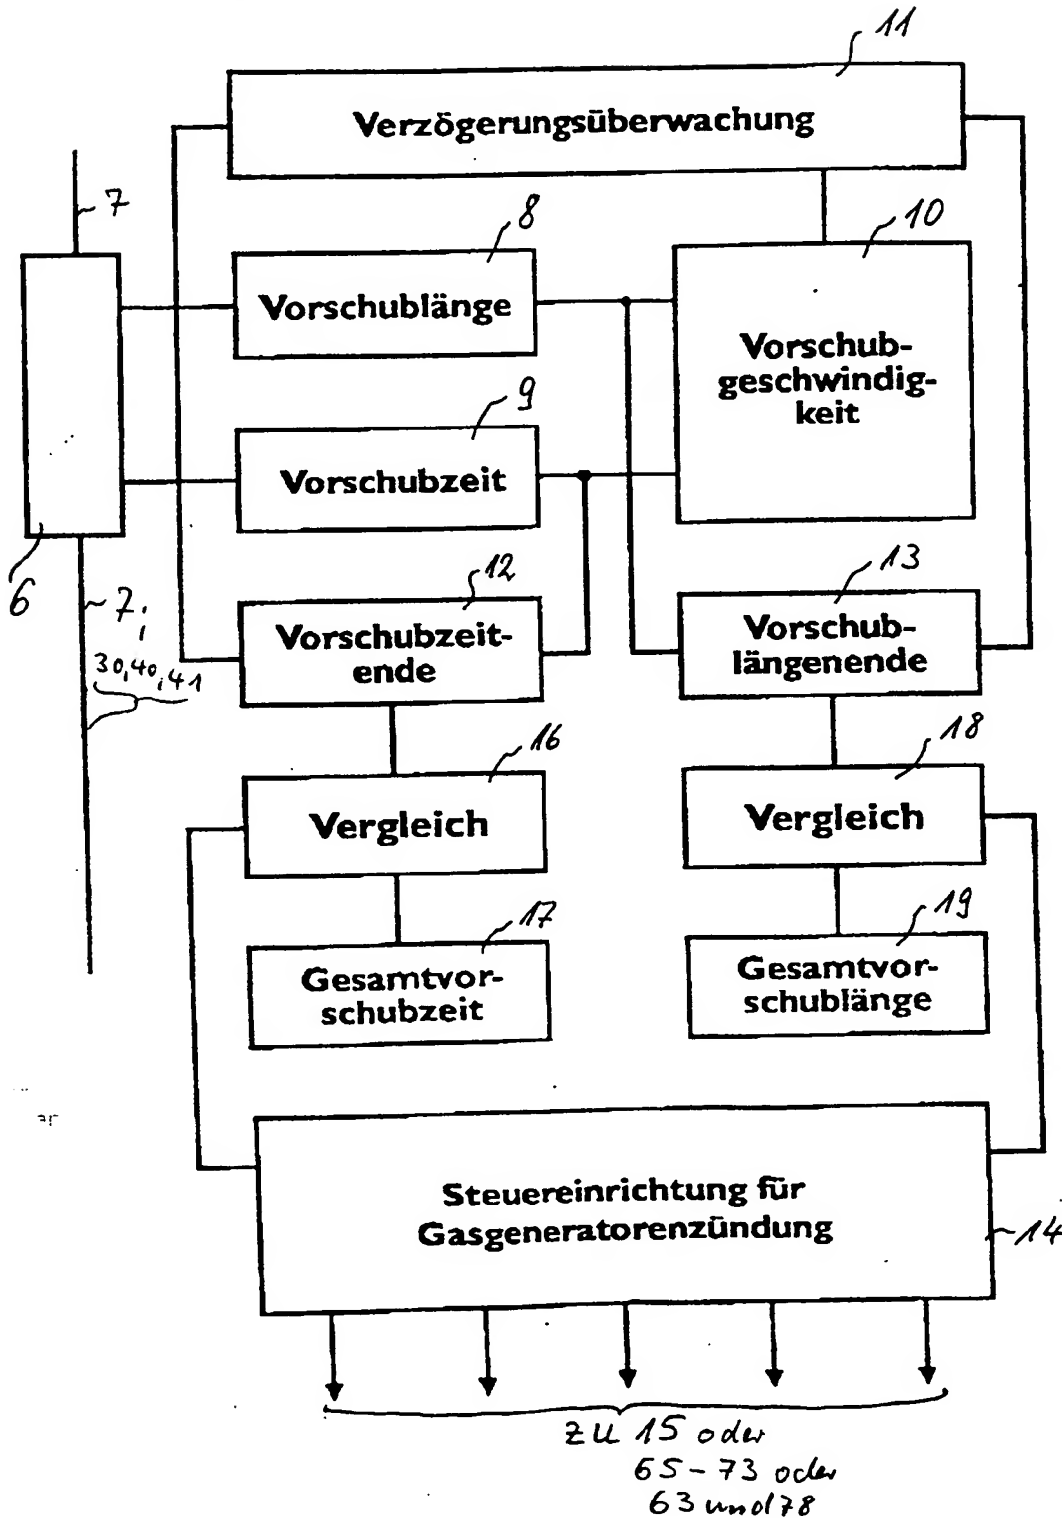 11
Verzögerungsüberwachung
7
8
10
Vorschublänge
Vorschub-
geschwindig-
keit
9
Vorschubzeit
6
12
13
7;
30,40,41
Vorschubzeit-
ende
Vorschub-
längenende
16
18
Vergleich
Vergleich
17
19
Gesamtvor-
schubzeit
Gesamtvor-
schublänge
Steuereinrichtung für
Gasgeneratorenzündung
14
zu 15 oder
65-73 oder
63 und 78